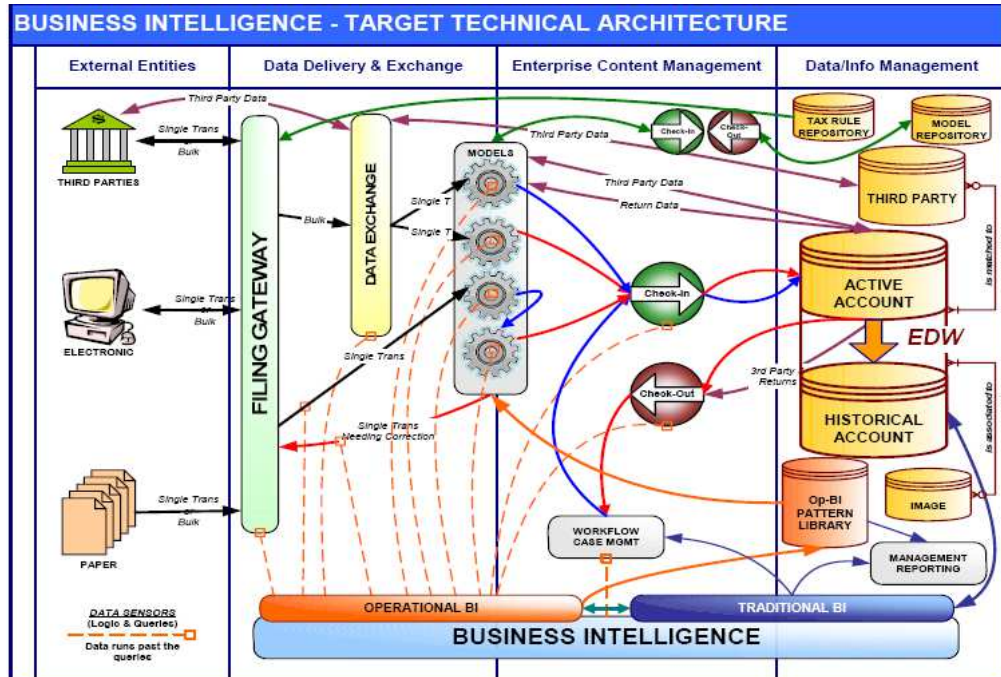 BUSINESS INTELLIGENCE - TARGET TECHNICAL ARCHITECTURE
External Entities
Data Delivery & Exchange
Enterprise Content Management
Data/Info Management
THIRD PARTIES
Single Trans
or
Bulk
ELECTRONIC
Single Trans
or
Bulk
PAPER
Single Trans
or
Bulk
DATA SENSORS
(Logic & Queries)
Data runs past the
queries
Third Party Data
FILING GATEWAY
Bulk
DATA EXCHANGE
Single T
Single T
Single Trans
Single Trans
Needing Correction
MODELS
Third Party Data
Third Party Data
Return Data
Check-In
Check-
Out
Check-In
Check-Out
3rd Party
Returns
WORKFLOW
CASE MGMT
TAX RULE
REPOSITORY
MODEL
REPOSITORY
THIRD PARTY
is matched to
ACTIVE
ACCOUNT
EDW
HISTORICAL
ACCOUNT
is associated to
Op-BI
PATTERN
LIBRARY
IMAGE
MANAGEMENT
REPORTING
OPERATIONAL BI
TRADITIONAL BI
BUSINESS INTELLIGENCE